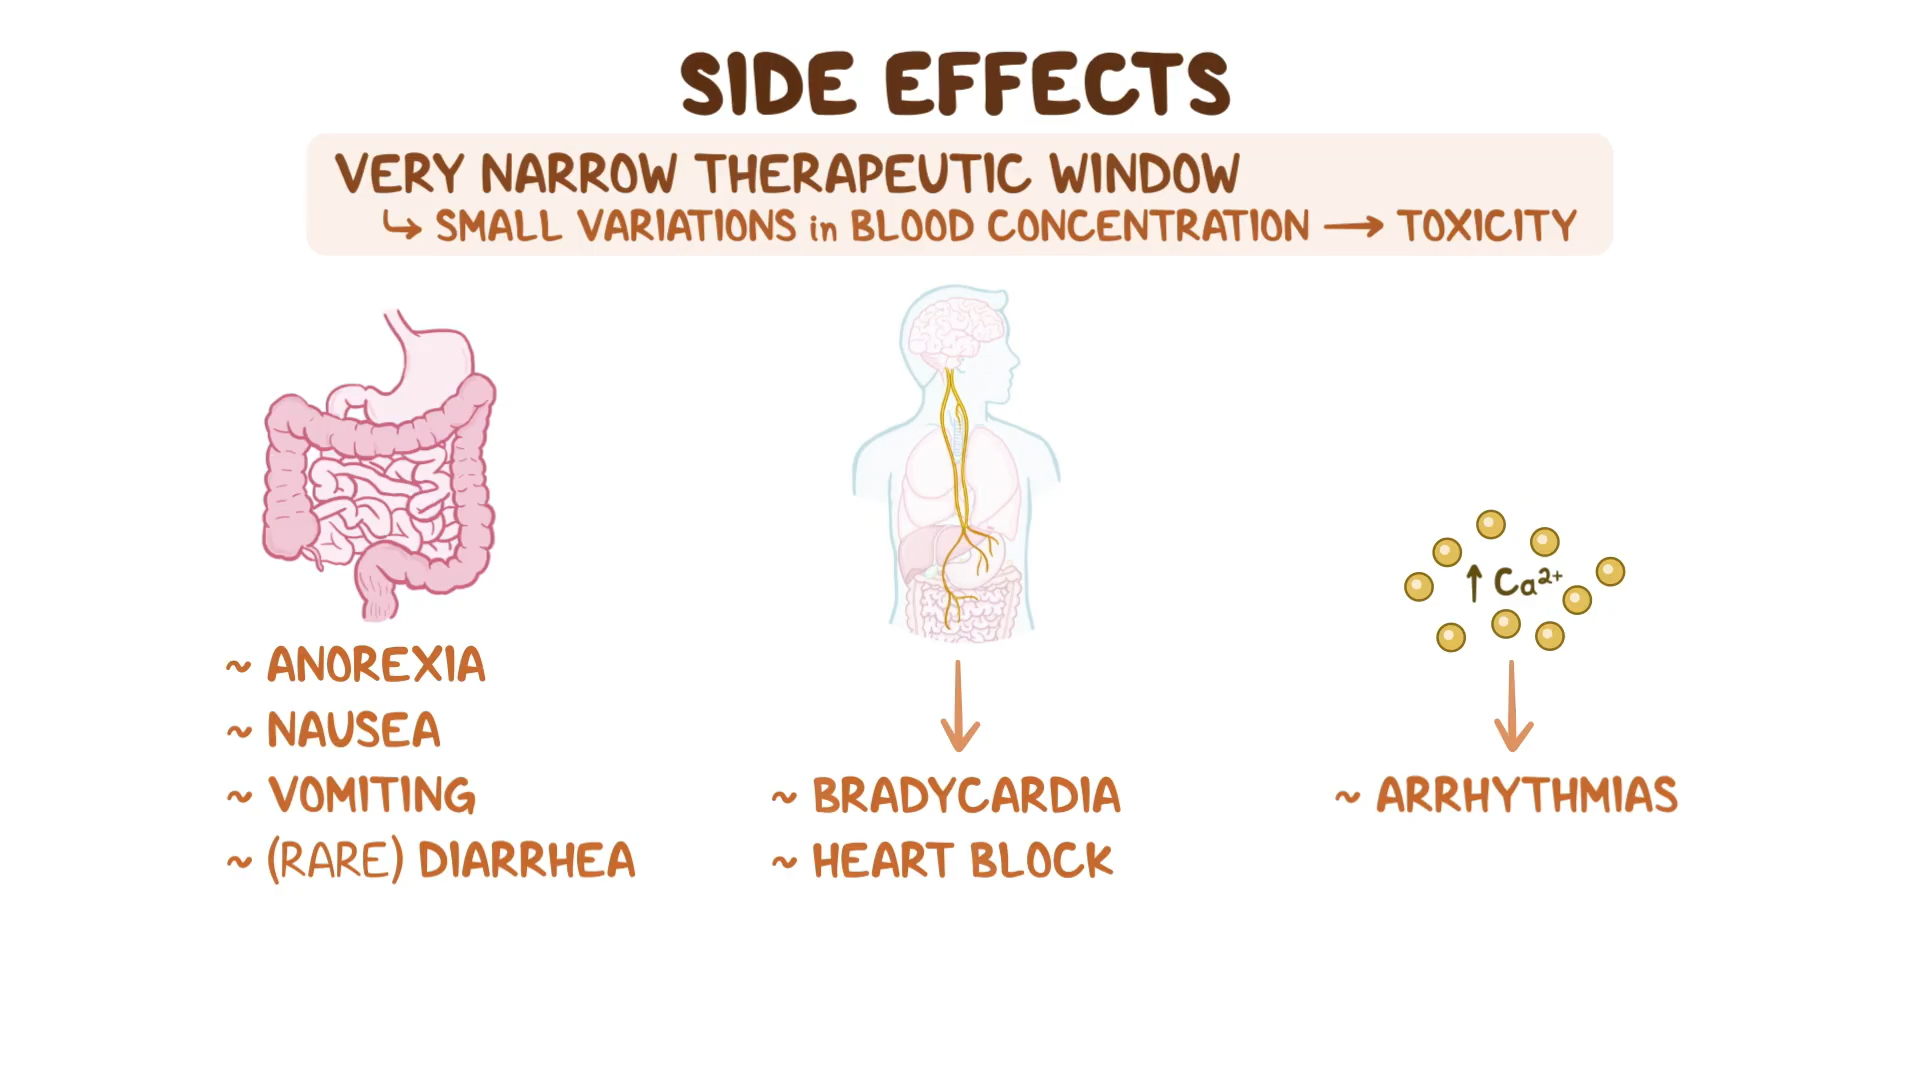 SIDE EFFECTS
VERY NARROW THERAPEUTIC WINDOW
↳ SMALL VARIATIONS in BLOOD CONCENTRATION → TOXICITY
↑ Ca²⁺
~ ANOREXIA
~ NAUSEA
~ VOMITING
~ (RARE) DIARRHEA
~ BRADYCARDIA
~ HEART BLOCK
~ ARRHYTHMIAS